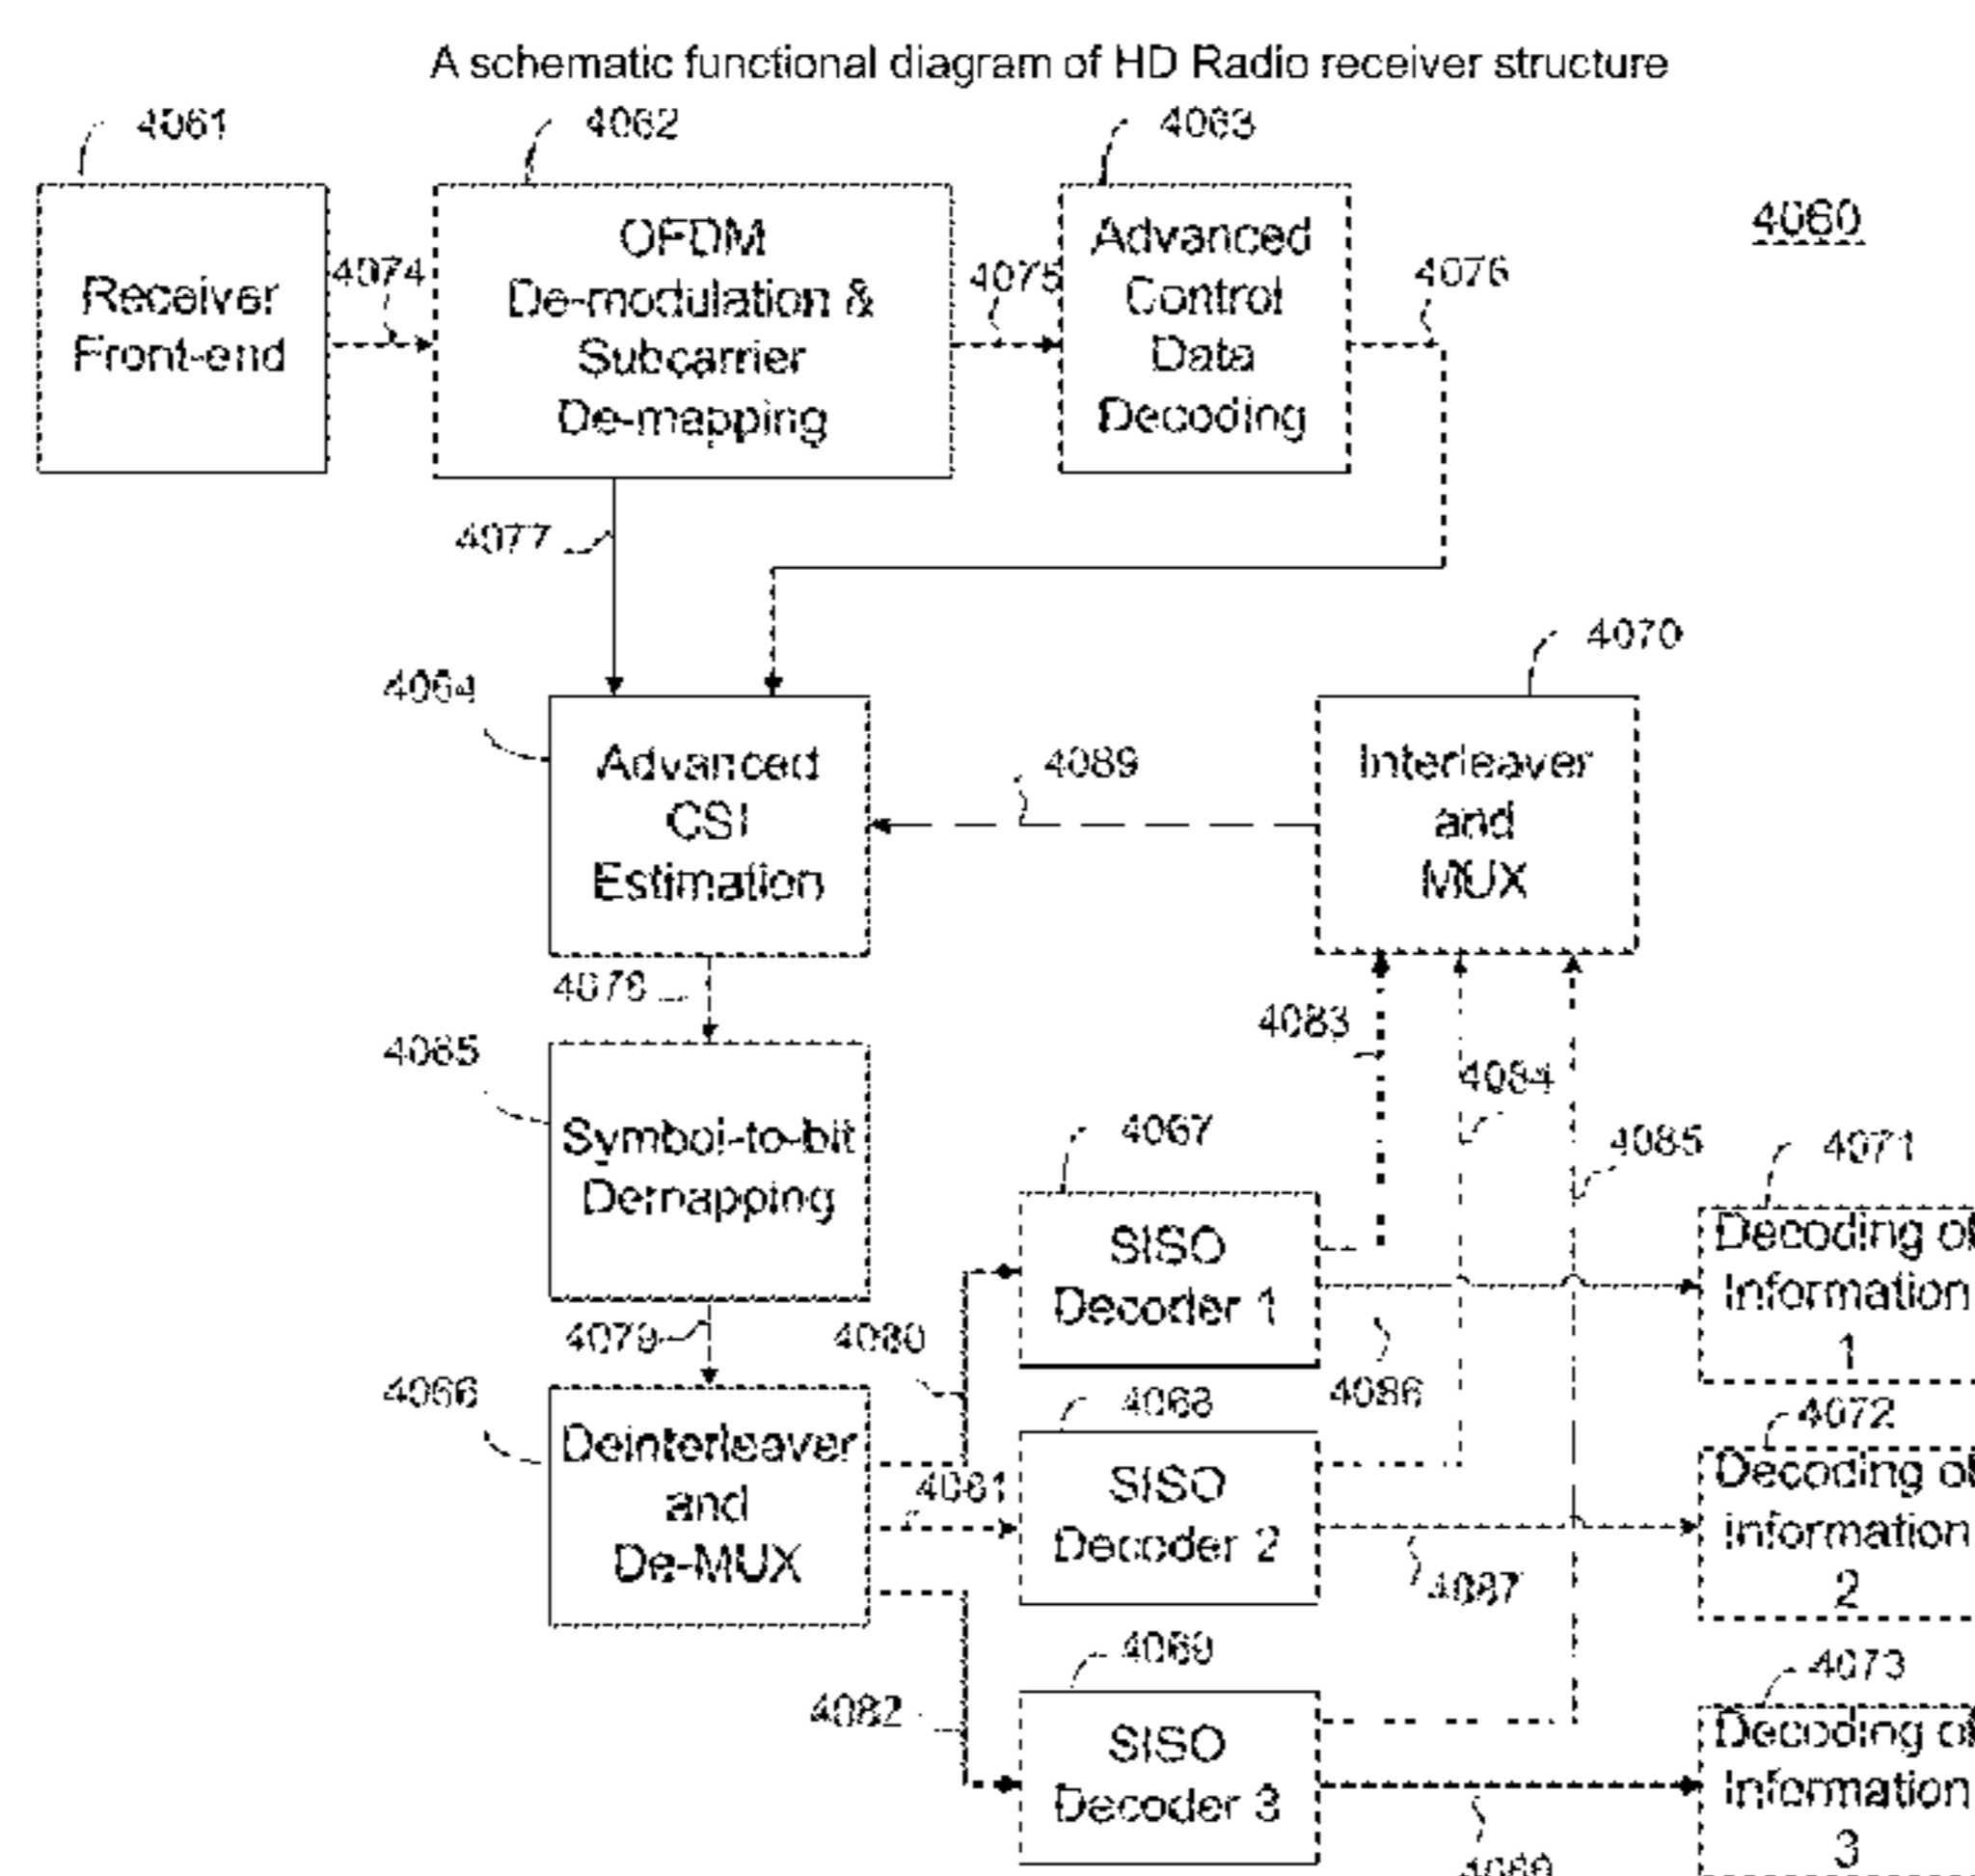 A schematic functional diagram of HD Radio receiver structure
4061
4062
4063
4060
Receiver
Front-end
4074
OFDM
De-modulation &
Subcarrier
De-mapping
4075
Advanced
Control
Data
Decoding
4076
4077
4064
Advanced
CSI
Estimation
4089
4070
Interleaver
and
MUX
4078
4083
4084
4085
4065
Symbol-to-bit
Demapping
4079
4067
SISO
Decoder 1
4086
4071
Decoding of
Information
1
4080
4066
Deinterleaver
and
De-MUX
4081
4068
SISO
Decoder 2
4087
4072
Decoding of
Information
2
4082
4069
SISO
Decoder 3
4073
Decoding of
Information
3